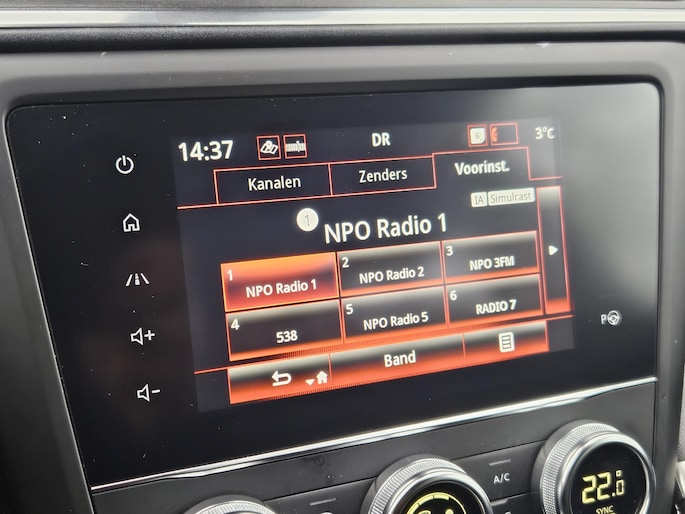 14:37 DR 3°C
Kanalen Zenders Voorinst.
IA Simulcast
1 NPO Radio 1
1 NPO Radio 1 2 NPO Radio 2 3 NPO 3FM
4 538 5 NPO Radio 5 6 RADIO 7
Band
P
A/C
22.0
SYNC